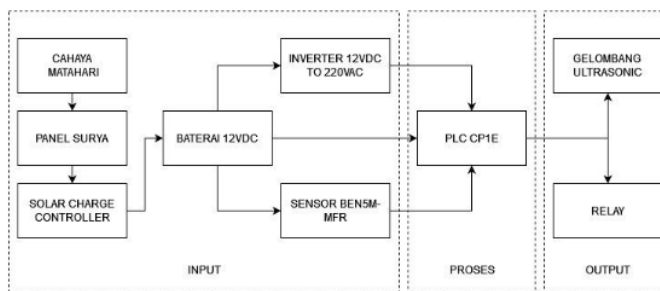 CAHAYA
MATAHARI
PANEL SURYA
SOLAR CHARGE
CONTROLLER
BATERAI 12VDC
INVERTER 12VDC
TO 220VAC
SENSOR BEN5M-
MFR
INPUT
PLC CP1E
PROSES
GELOMBANG
ULTRASONIC
RELAY
OUTPUT